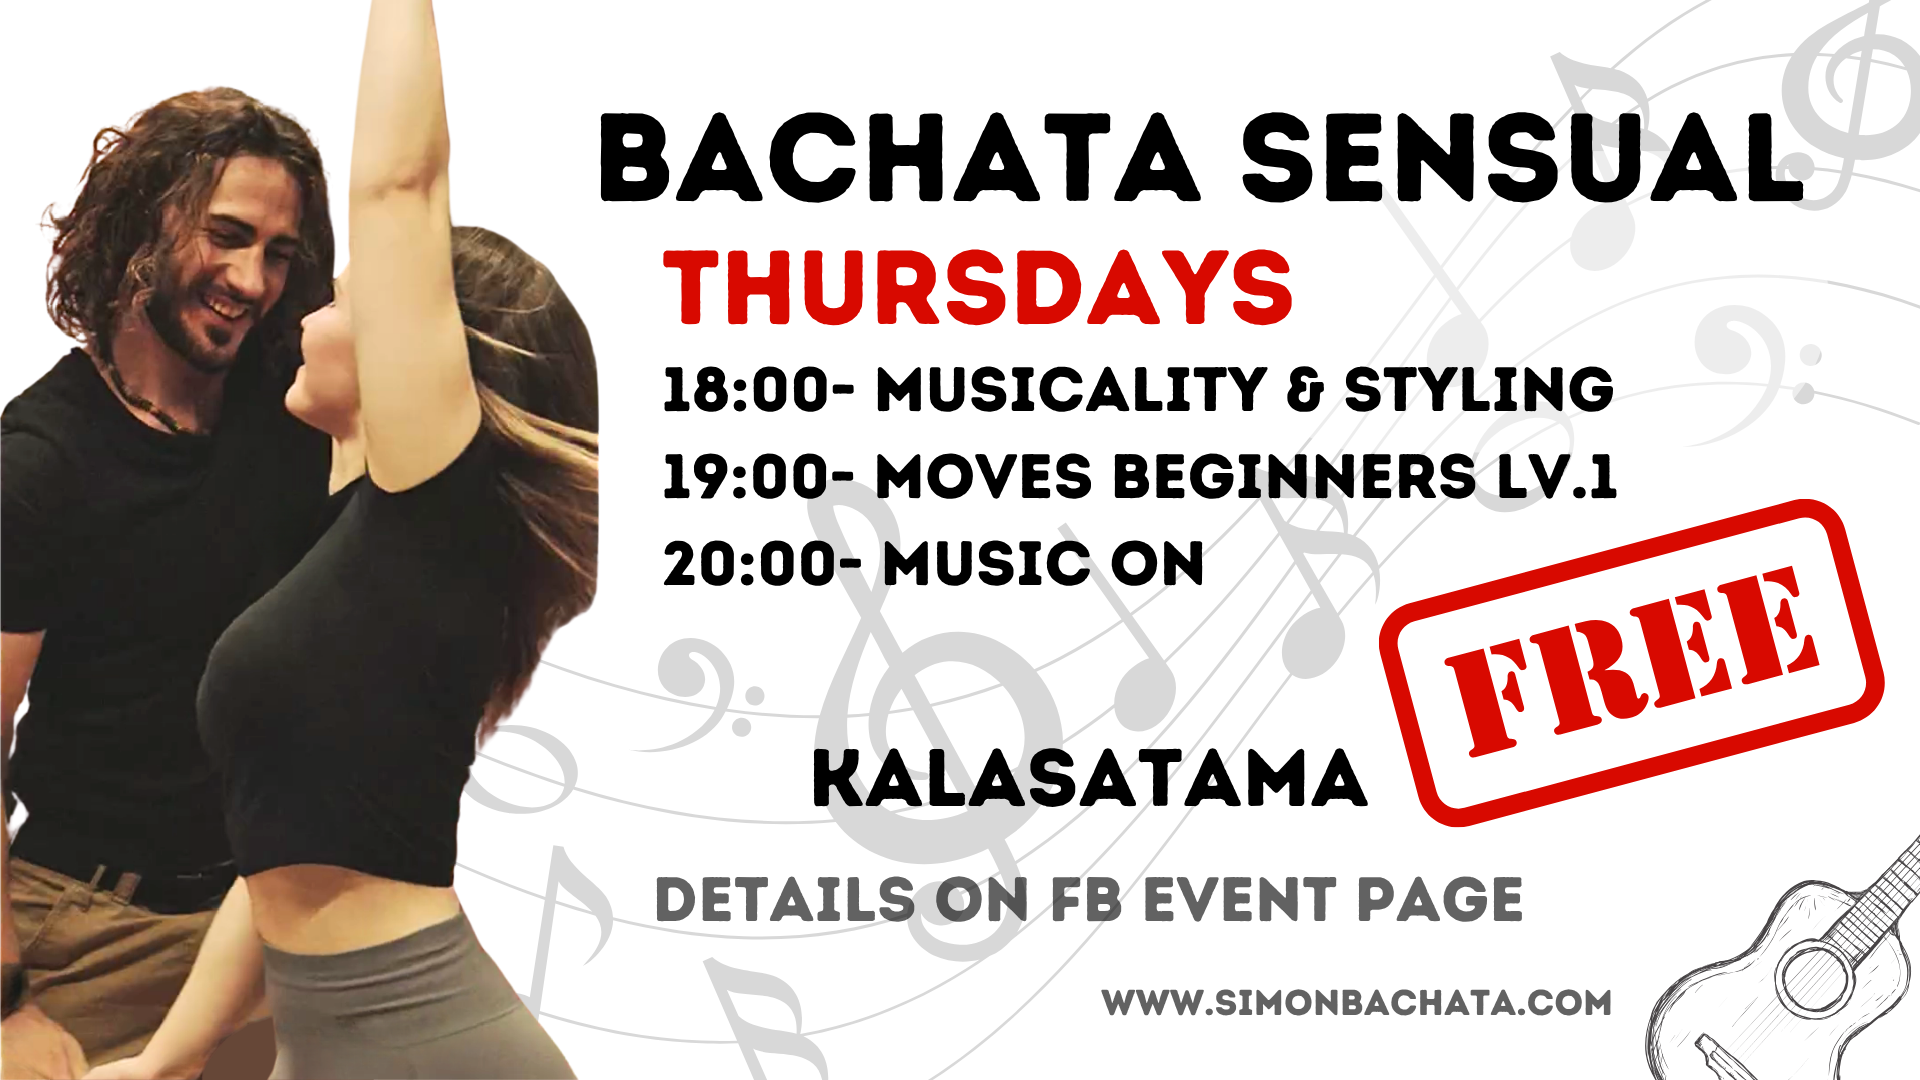 BACHATA SENSUAL
THURSDAYS
18:00- MUSICALITY & STYLING
19:00- MOVES BEGINNERS LV.1
20:00- MUSIC ON
FREE
KALASATAMA
DETAILS ON FB EVENT PAGE
WWW.SIMONBACHATA.COM